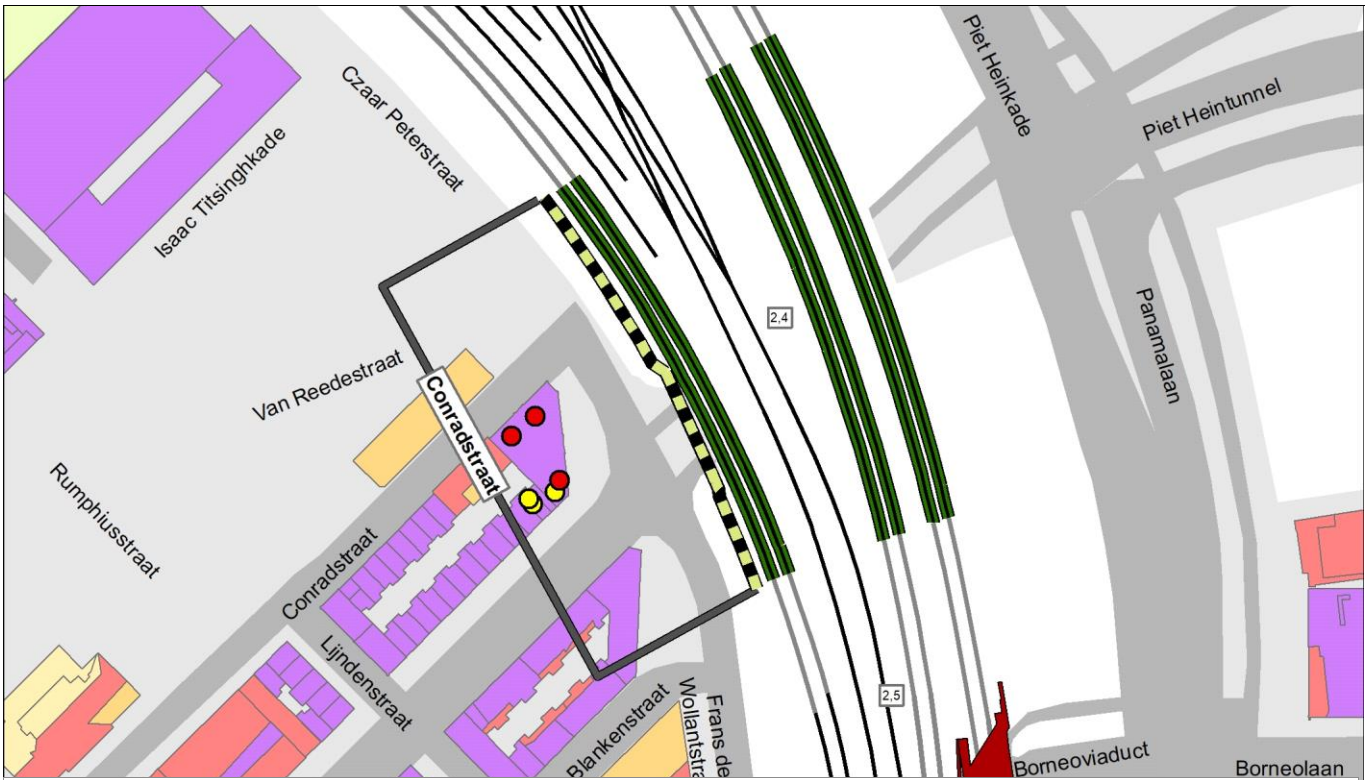 Piet Heinkade
Piet Heintunnel
Czaar Peterstraat
Isaac Titsinghkade
Panamalaan
2,4
Van Reedestraat
Conradstraat
Rumphiusstraat
Conradstraat
Lijndenstraat
Blankenstraat
Frans de
Wollantstra
2,5
Borneoviaduct
Borneolaan